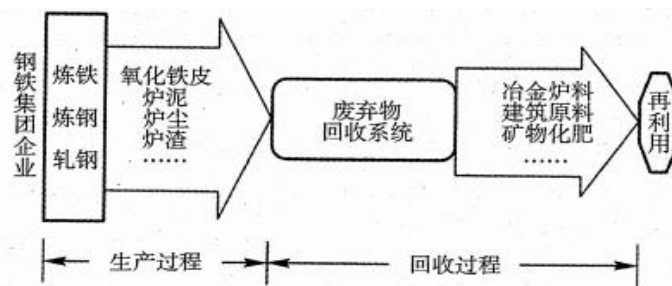 钢铁集团企业
炼铁
炼钢
轧钢
氧化铁皮
炉泥
炉尘
炉渣
……
废弃物
回收系统
冶金炉料
建筑原料
矿物化肥
……
再利用
生产过程
回收过程